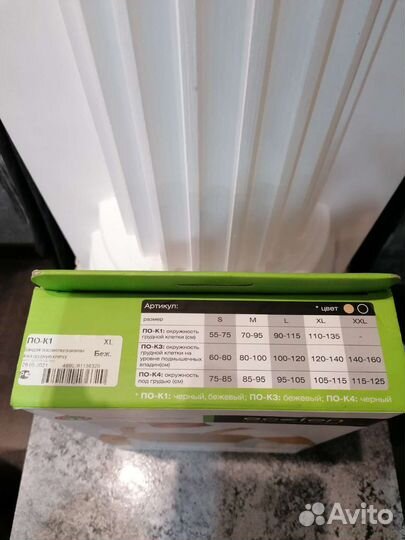 ПО-К1 XL
Беж.
Артикул: * цвет
размер S M L XL XXL
ПО-К1: окружность
грудной клетки (см) 55-75 70-95 90-115 110-135 -
ПО-К3: окружность
грудной клетки на
уровне подмышечных
впадин(см) 60-80 80-100 100-120 120-140 140-160
ПО-К4: окружность
под грудью (см) 75-85 85-95 95-105 105-115 115-125
* ПО-К1: черный, бежевый; ПО-К3: бежевый; ПО-К4: черный
Avito